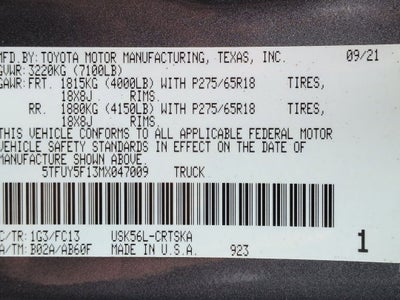 MFD.BY:TOYOTA MOTOR MANUFACTURING, TEXAS, INC. 09/21
GVWR:3220KG (7100LB)
GAWR:FRT. 1815KG (4000LB) WITH P275/65R18 TIRES,
18X8J RIMS
RR. 1880KG (4150LB) WITH P275/65R18 TIRES,
18X8J RIMS
THIS VEHICLE CONFORMS TO ALL APPLICABLE FEDERAL MOTOR
VEHICLE SAFETY STANDARDS IN EFFECT ON THE DATE OF
MANUFACTURE SHOWN ABOVE.
5TFUY5F13MX047009 TRUCK
C/TR:1G3/FC13 USK56L-CRTSKA
A/TM:B02A/AB60F MADE IN U.S.A. 923 1